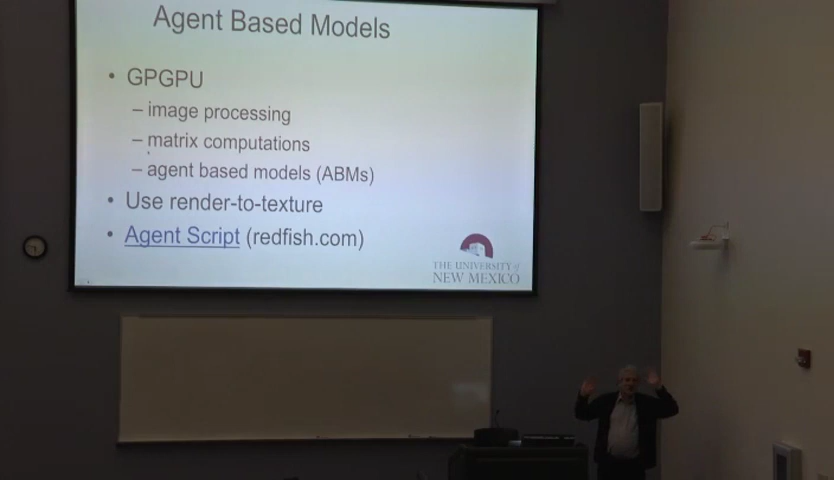 Agent Based Models
• GPGPU
– image processing
– matrix computations
– agent based models (ABMs)
• Use render-to-texture
• Agent Script (redfish.com)
THE UNIVERSITY of
NEW MEXICO